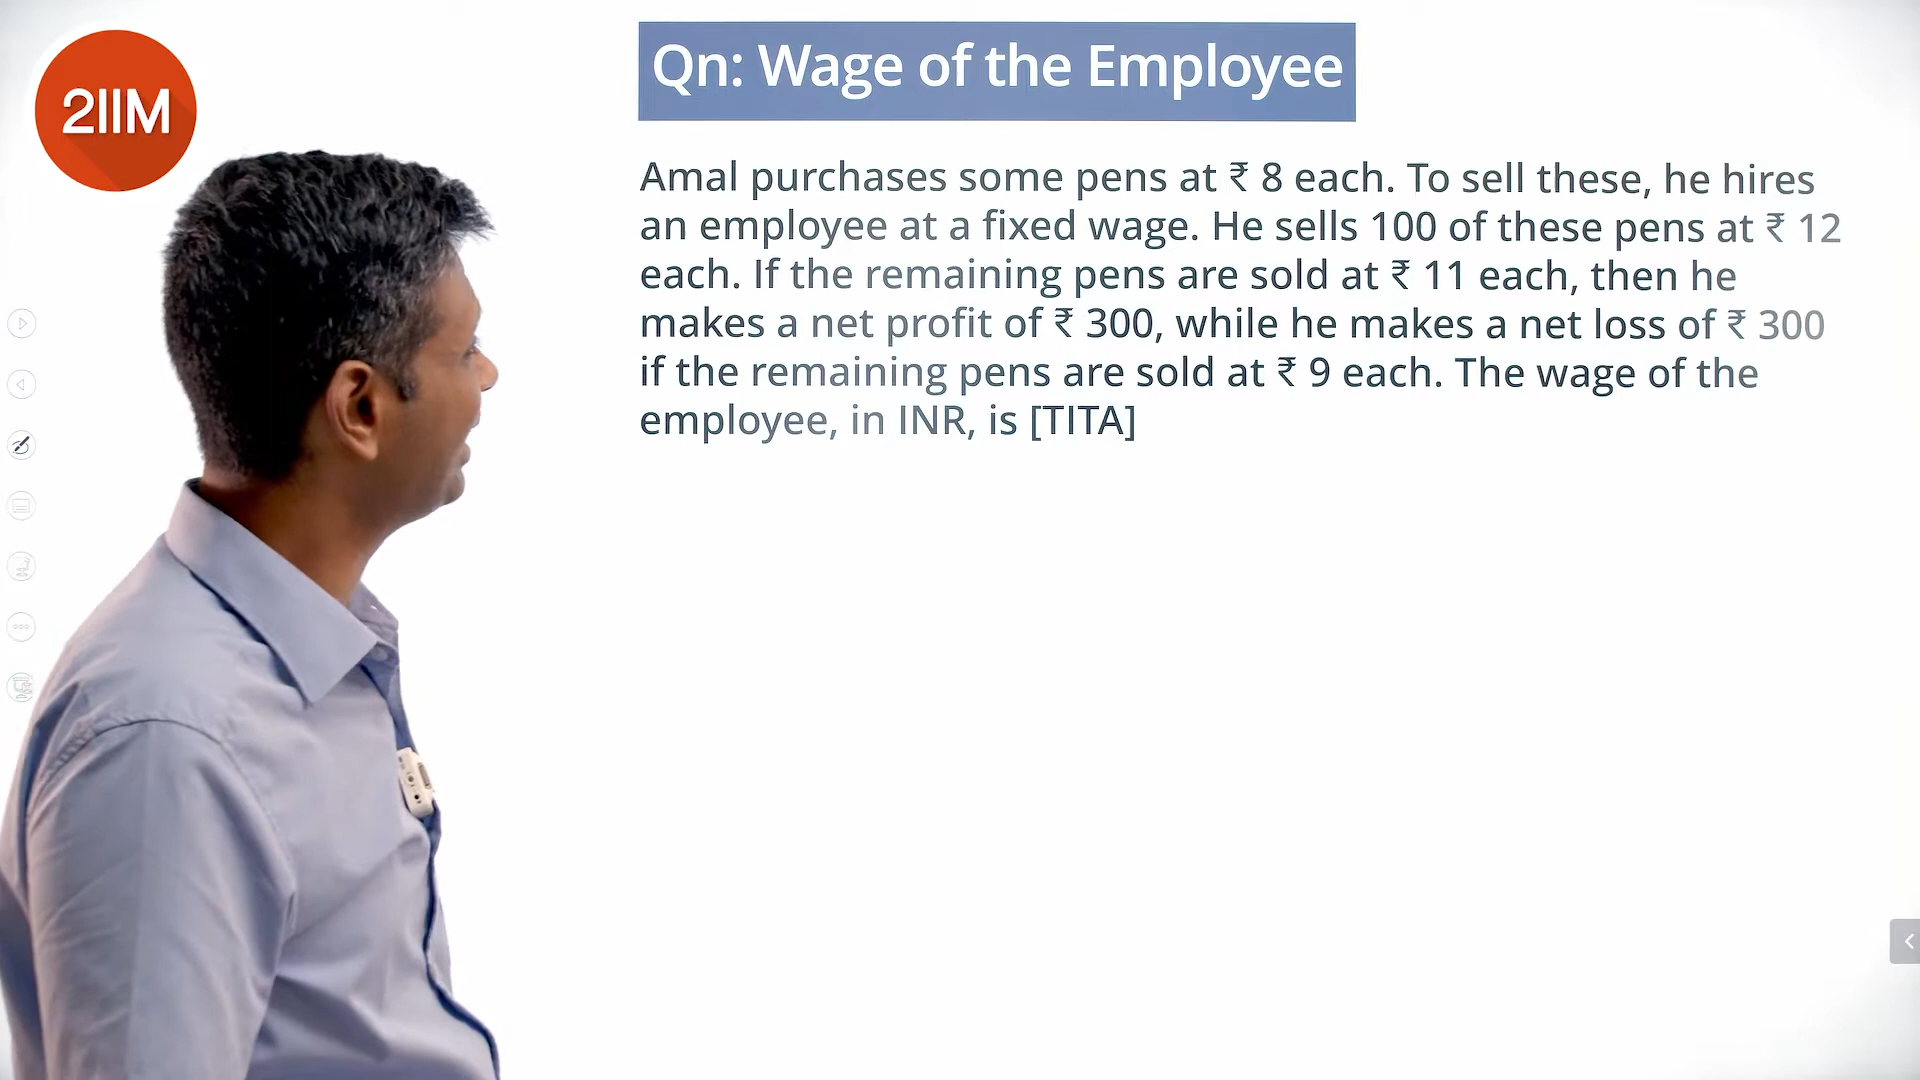 2IIM
Qn: Wage of the Employee
Amal purchases some pens at ₹ 8 each. To sell these, he hires
an employee at a fixed wage. He sells 100 of these pens at ₹ 12
each. If the remaining pens are sold at ₹ 11 each, then he
makes a net profit of ₹ 300, while he makes a net loss of ₹ 300
if the remaining pens are sold at ₹ 9 each. The wage of the
employee, in INR, is [TITA]